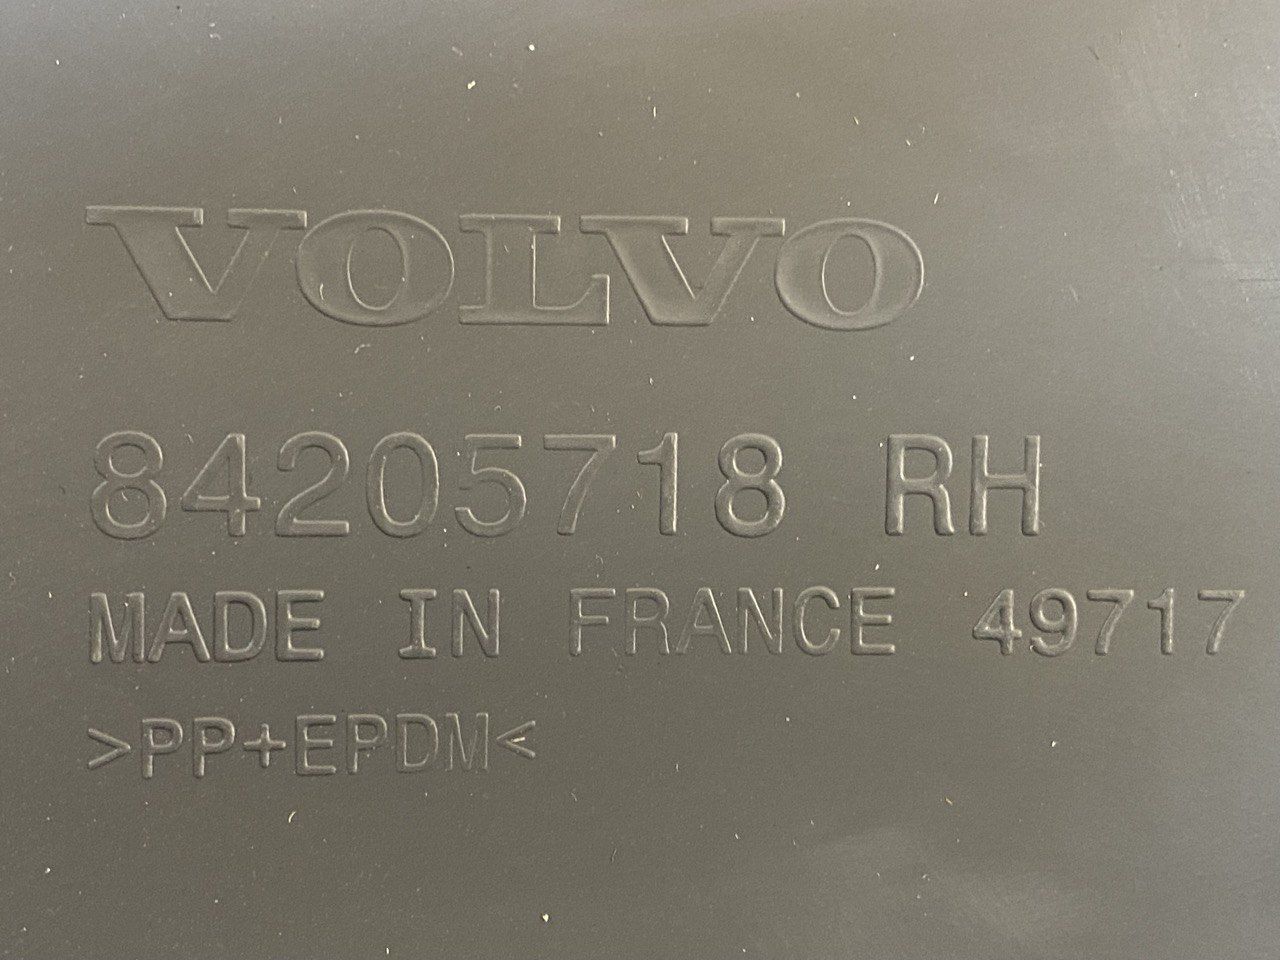 VOLVO
84205718 RH
MADE IN FRANCE 49717
>PP+EPDM<